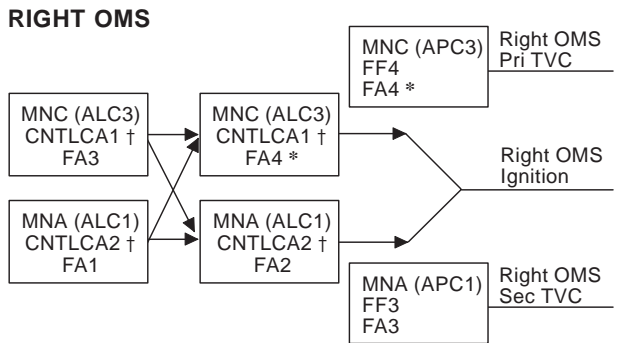 RIGHT OMS
MNC (APC3)
FF4
FA4 *
Right OMS
Pri TVC
MNC (ALC3)
CNTLCA1 †
FA3
MNC (ALC3)
CNTLCA1 †
FA4 *
Right OMS
Ignition
MNA (ALC1)
CNTLCA2 †
FA1
MNA (ALC1)
CNTLCA2 †
FA2
MNA (APC1)
FF3
FA3
Right OMS
Sec TVC